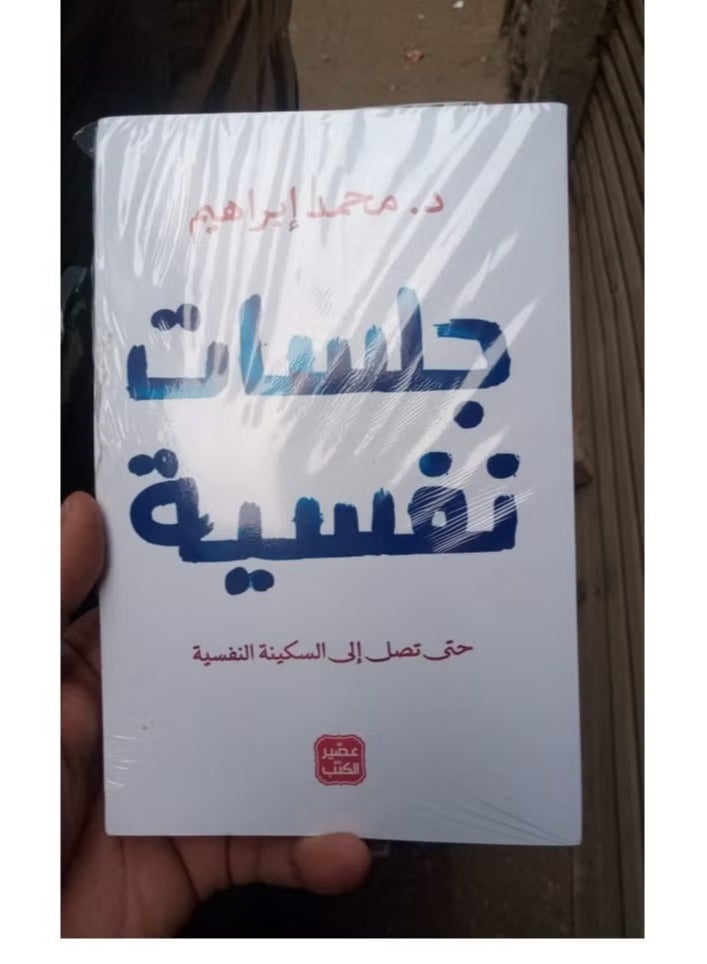 د. محمد إبراهيم
جلسات
نفسية
حتى تصل إلى السكينة النفسية
عصير
الكتب